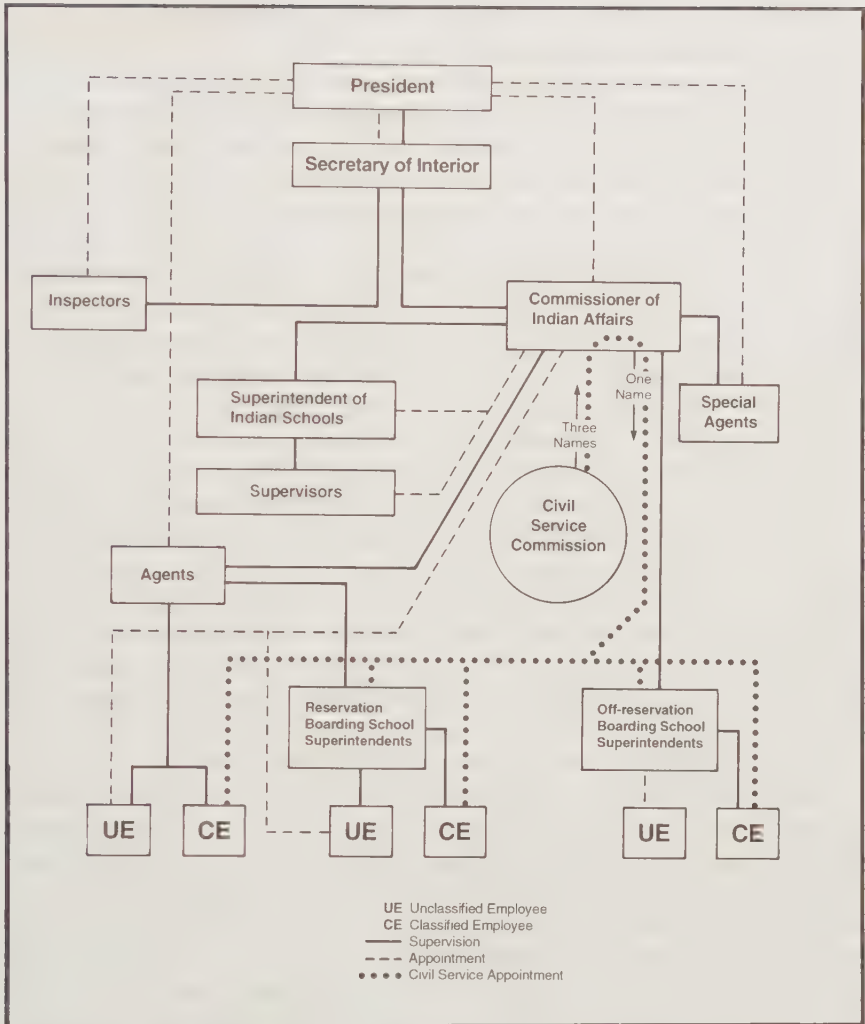 President
Secretary of Interior
Inspectors
Commissioner of
Indian Affairs
Superintendent of
Indian Schools
One
Name
Special
Agents
Three
Names
Supervisors
Civil
Service
Commission
Agents
Reservation
Boarding School
Superintendents
Off-reservation
Boarding School
Superintendents
UE
CE
UE
CE
UE
CE
UE Unclassified Employee
CE Classified Employee
Supervision
Appointment
Civil Service Appointment